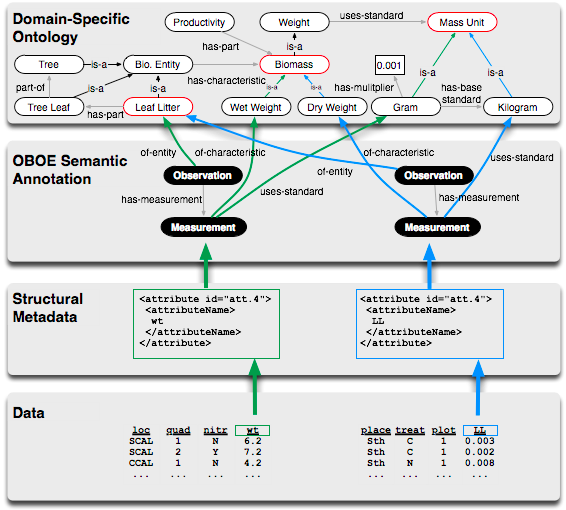 Domain-Specific
Ontology
Productivity
Weight
uses-standard
Mass Unit
has-part
is-a
Tree
is-a
Bio. Entity
Biomass
0.001
has-characteristic
is-a
is-a
part-of
is-a
is-a
is-a
is-a
has-mulitplier
has-base
standard
Tree Leaf
has-part
Leaf Litter
Wet Weight
Dry Weight
Gram
Kilogram
OBOE Semantic
Annotation
of-entity
of-characteristic
of-characteristic
uses-standard
Observation
of-entity
Observation
has-measurement
uses-standard
has-measurement
Measurement
Measurement
Structural
Metadata
<attribute id="att.4">
<attributeName>
wt
</attributeName>
</attribute>
<attribute id="att.4">
<attributeName>
LL
</attributeName>
</attribute>
Data
loc quad nitr wt
SCAL 1 N 6.2
SCAL 2 Y 7.2
CCAL 1 N 4.2
... ... ... ...
place treat plot LL
Sth C 1 0.003
Sth C 1 0.002
Sth N 1 0.008
... ... ... ...